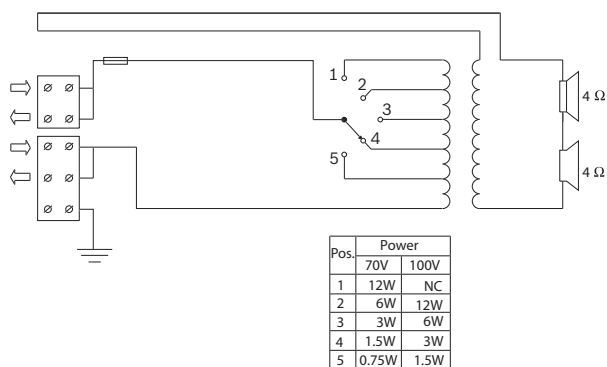 1
2
3
4
5
4 Ω
4 Ω
Pos. Power
70V 100V
1 12W NC
2 6W 12W
3 3W 6W
4 1.5W 3W
5 0.75W 1.5W